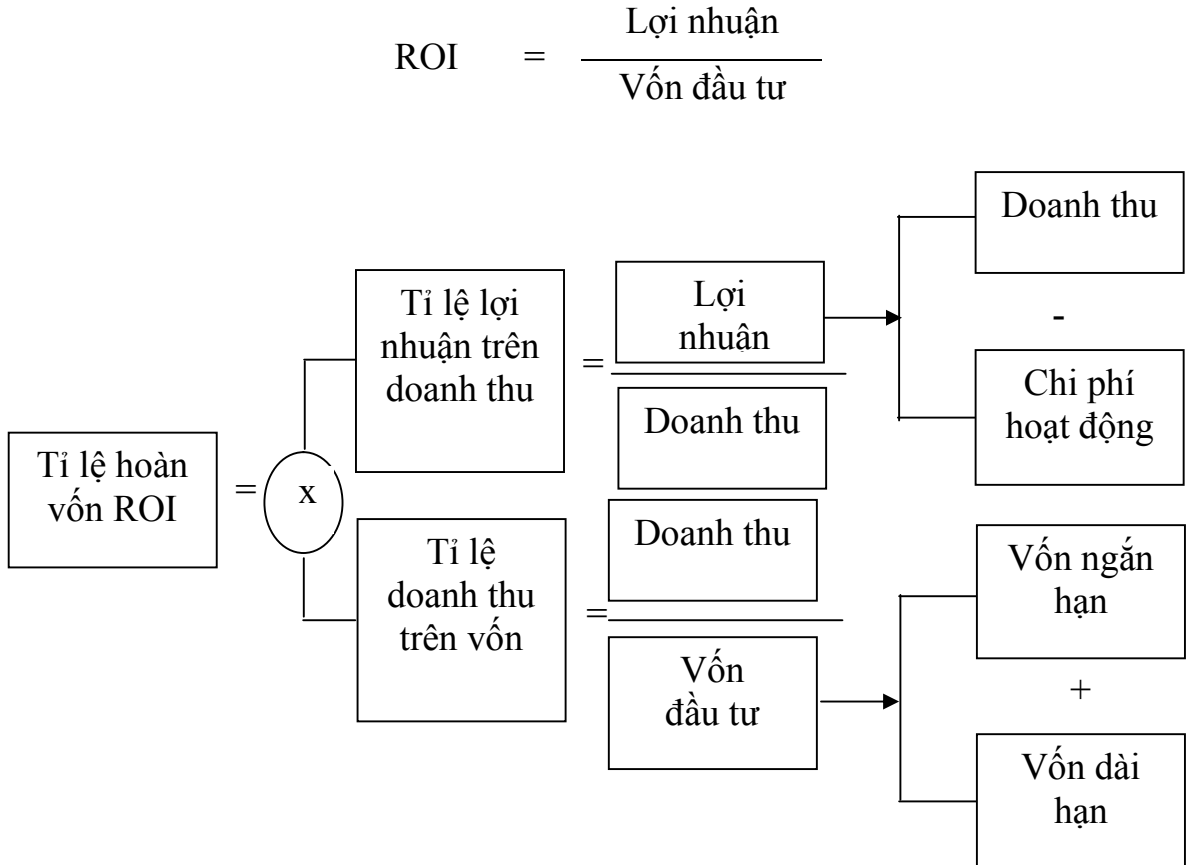 Lợi nhuận
ROI =
Vốn đầu tư
Doanh thu
-
Chi phí
hoạt động
Tỉ lệ lợi
nhuận trên
doanh thu
=
Lợi
nhuận
Doanh thu
Tỉ lệ hoàn
vốn ROI
=
x
Tỉ lệ
doanh thu
trên vốn
=
Doanh thu
Vốn
đầu tư
Vốn ngắn
hạn
+
Vốn dài
hạn